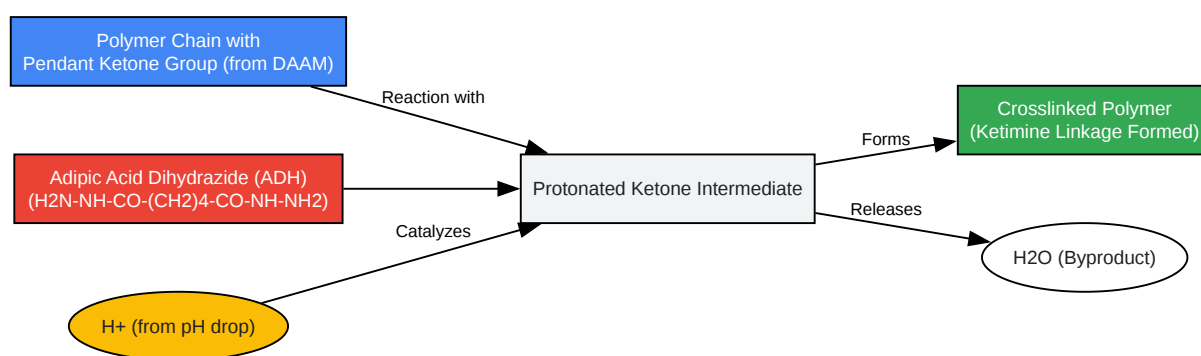 Polymer Chain with
Pendant Ketone Group (from DAAM)
Reaction with
Adipic Acid Dihydrazide (ADH)
(H2N-NH-CO-(CH2)4-CO-NH-NH2)
Catalyzes
H+ (from pH drop)
Protonated Ketone Intermediate
Forms
Crosslinked Polymer
(Ketimine Linkage Formed)
Releases
H2O (Byproduct)